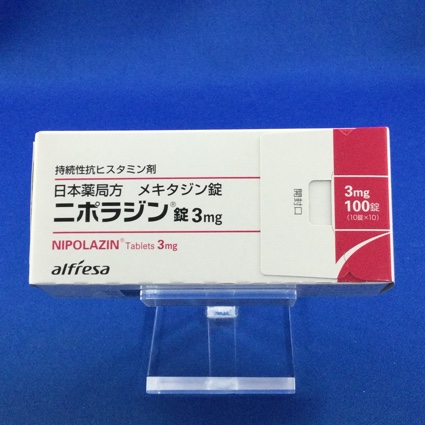 持続性抗ヒスタミン剤
日本薬局方 メキタジン錠
ニポラジン®錠3mg
NIPOLAZIN® Tablets 3mg
alfresa
開封口
3mg
100錠
(10錠×10)